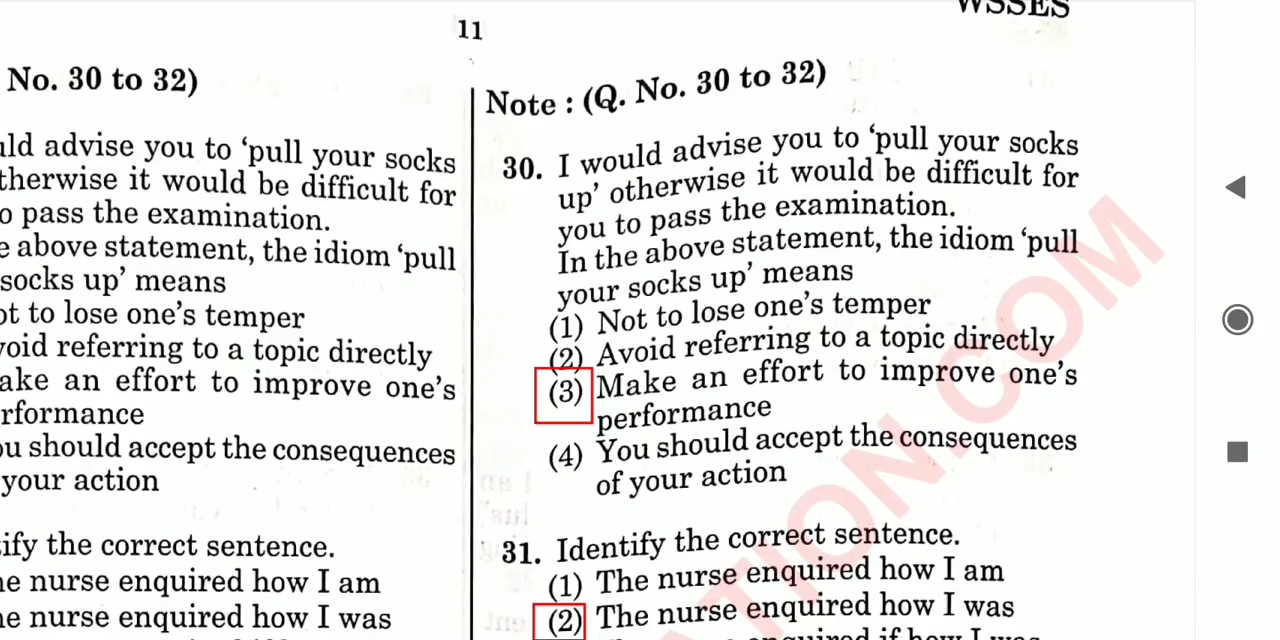 WSSES
11
No. 30 to 32)
uld advise you to ‘pull your socks
therwise it would be difficult for
o pass the examination.
e above statement, the idiom ‘pull
socks up’ means
ot to lose one’s temper
void referring to a topic directly
ake an effort to improve one’s
rformance
ou should accept the consequences
your action
ify the correct sentence.
he nurse enquired how I am
he nurse enquired how I was
Note : (Q. No. 30 to 32)
30. I would advise you to ‘pull your socks
up’ otherwise it would be difficult for
you to pass the examination.
In the above statement, the idiom ‘pull
your socks up’ means
(1) Not to lose one’s temper
(2) Avoid referring to a topic directly
(3) Make an effort to improve one’s
performance
(4) You should accept the consequences
of your action
31. Identify the correct sentence.
(1) The nurse enquired how I am
(2) The nurse enquired how I was
ATION.COM